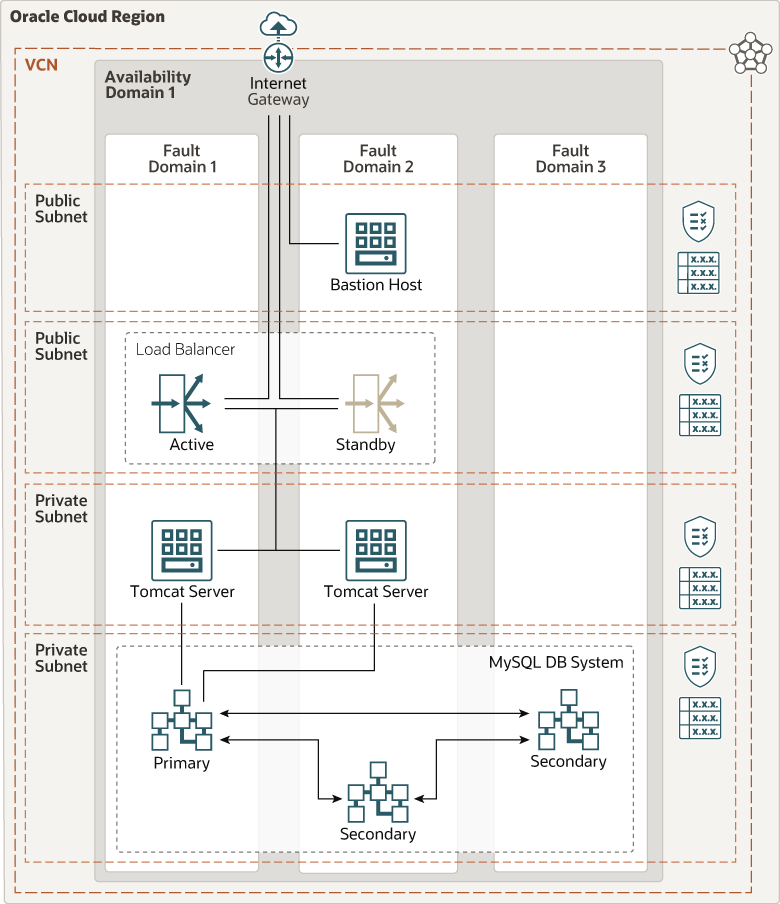 Oracle Cloud Region
VCN
Availability
Domain 1
Internet
Gateway
Fault
Domain 1
Fault
Domain 2
Fault
Domain 3
Public
Subnet
Bastion Host
x.x.x.
x.x.x.
x.x.x.
Public
Subnet
Load Balancer
Active
Standby
x.x.x.
x.x.x.
x.x.x.
Private
Subnet
Tomcat Server
Tomcat Server
x.x.x.
x.x.x.
x.x.x.
Private
Subnet
MySQL DB System
Primary
Secondary
Secondary
x.x.x.
x.x.x.
x.x.x.